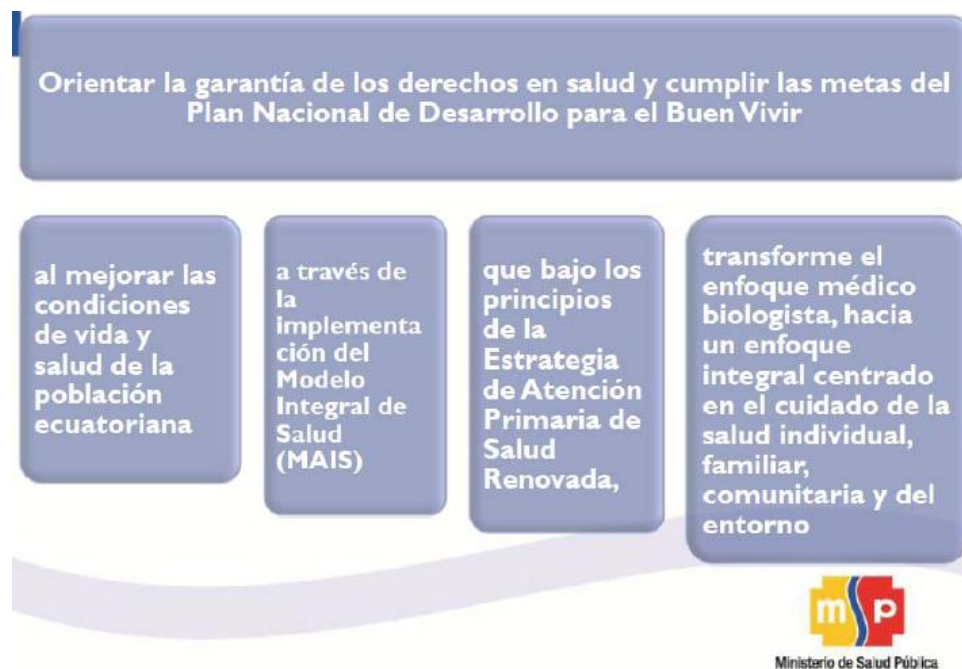 Orientar la garantía de los derechos en salud y cumplir las metas del
Plan Nacional de Desarrollo para el Buen Vivir
al mejorar las
condiciones
de vida y
salud de la
población
ecuatoriana
a través de
la
implementa
ción del
Modelo
Integral de
Salud
(MAIS)
que bajo los
principios
de la
Estrategia
de Atención
Primaria de
Salud
Renovada,
transforme el
enfoque médico
biologista, hacia
un enfoque
integral centrado
en el cuidado de la
salud individual,
familiar,
comunitaria y del
entorno
msp
Ministerio de Salud Pública